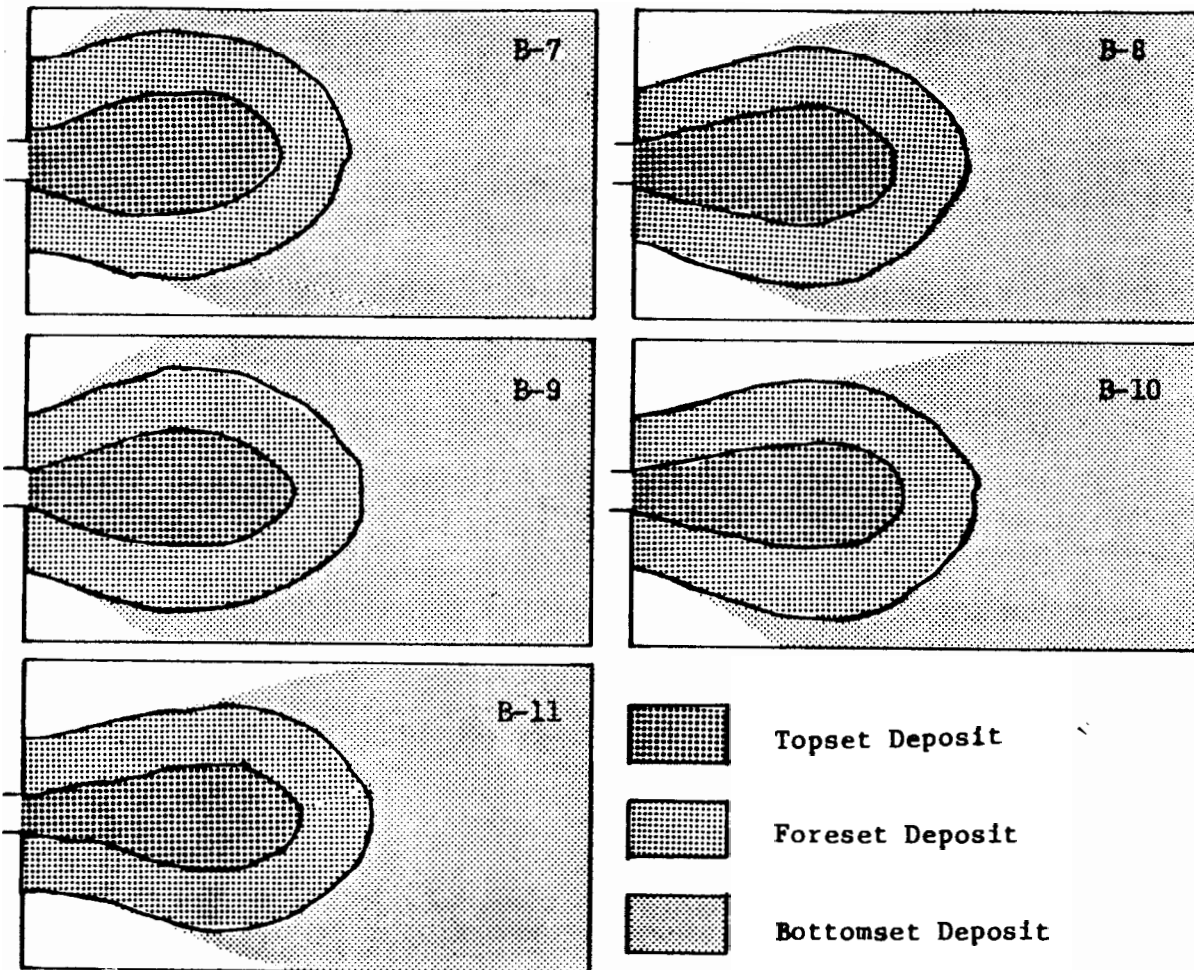 B-7
B-8
B-9
B-10
B-11
Topset Deposit
Foreset Deposit
Bottomset Deposit